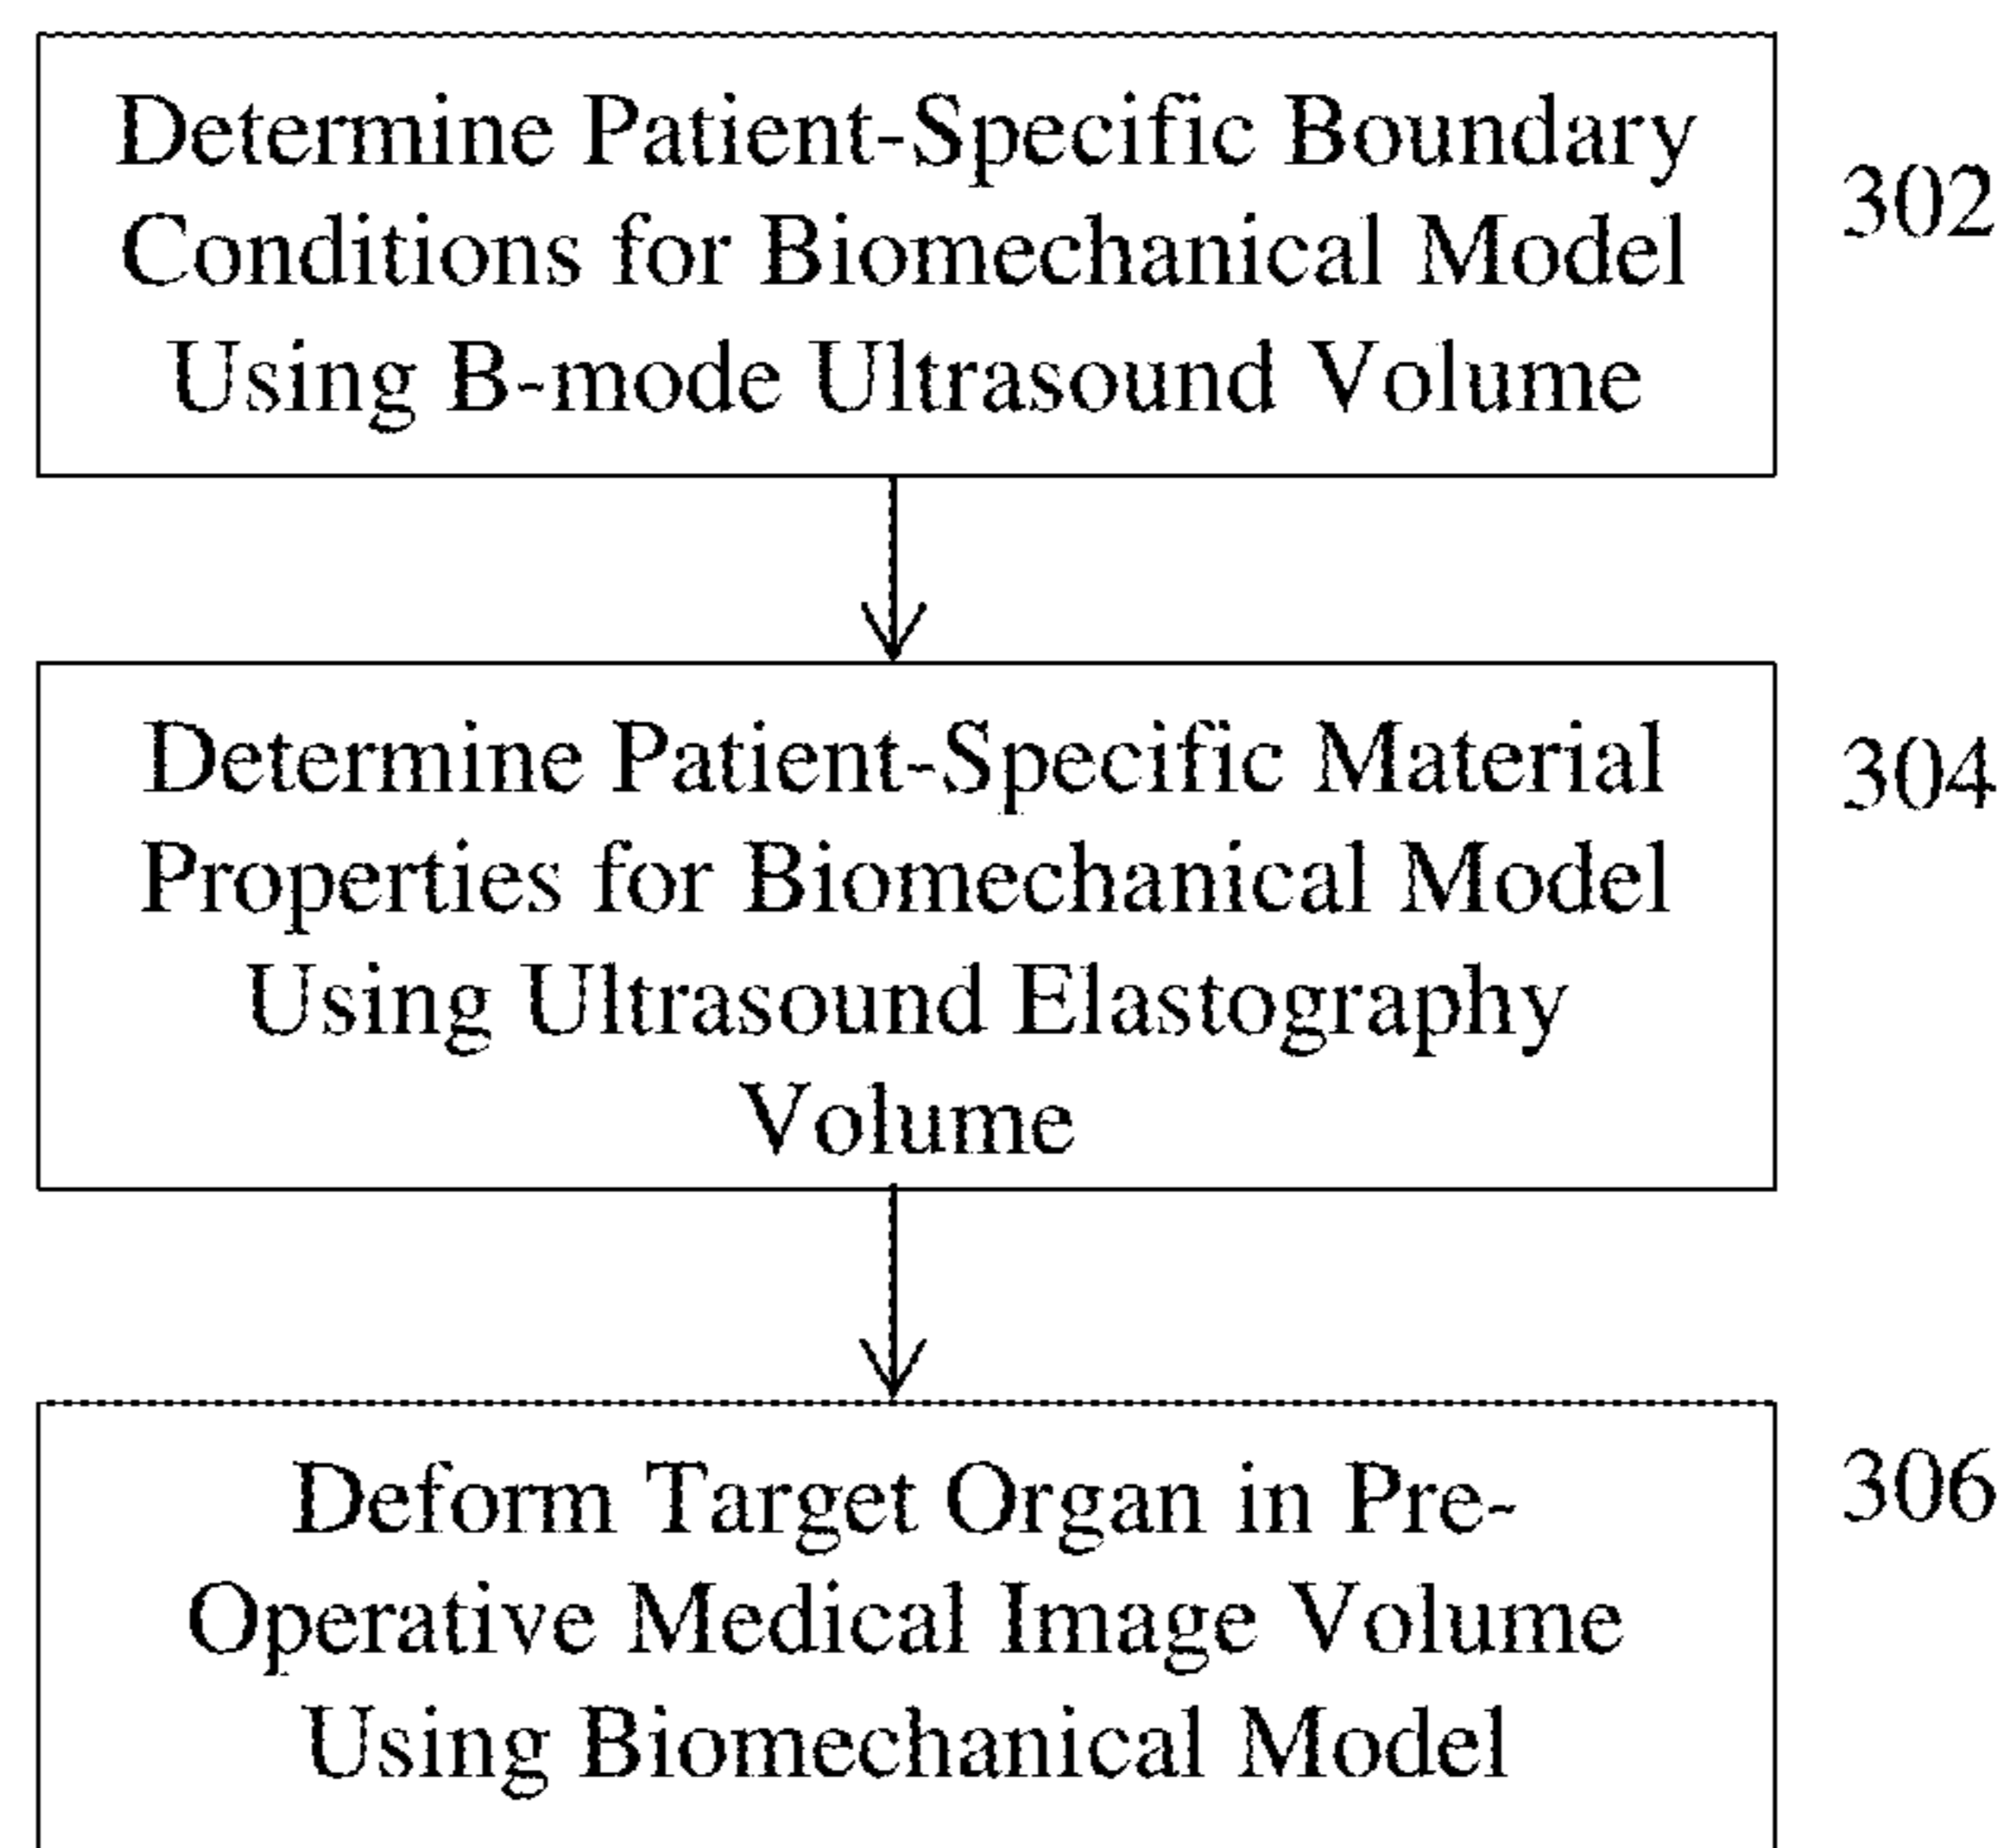 Determine Patient-Specific Boundary
Conditions for Biomechanical Model
Using B-mode Ultrasound Volume
302
Determine Patient-Specific Material
Properties for Biomechanical Model
Using Ultrasound Elastography
Volume
304
Deform Target Organ in Pre-
Operative Medical Image Volume
Using Biomechanical Model
306